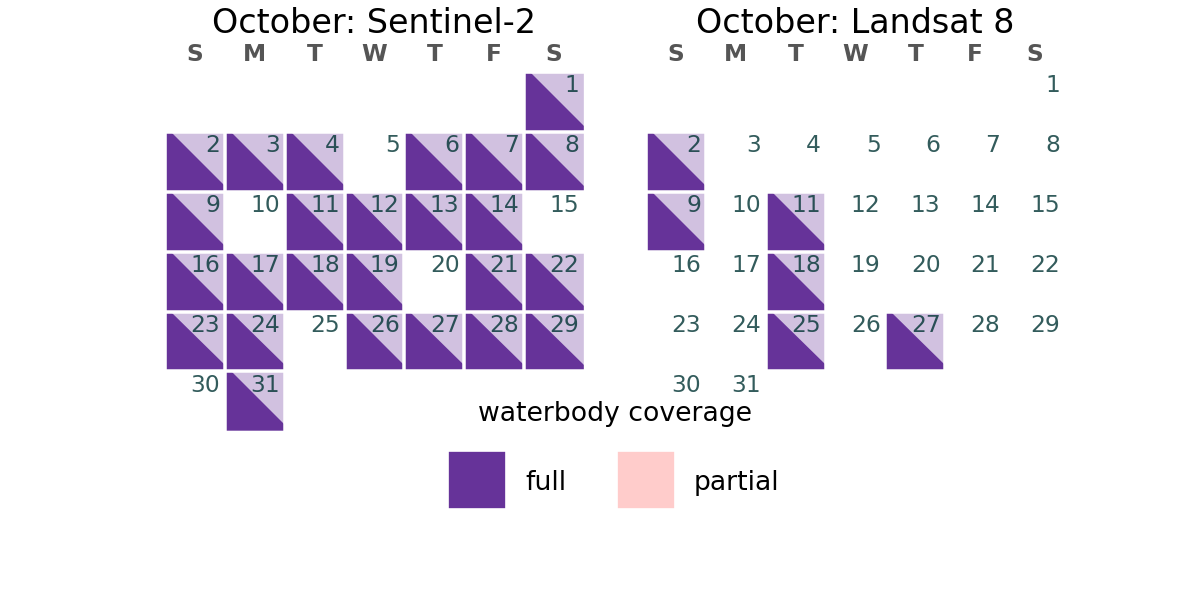 October: Sentinel-2
S M T W T F S
1
2 3 4 5 6 7 8
9 10 11 12 13 14 15
16 17 18 19 20 21 22
23 24 25 26 27 28 29
30 31
October: Landsat 8
S M T W T F S
1
2 3 4 5 6 7 8
9 10 11 12 13 14 15
16 17 18 19 20 21 22
23 24 25 26 27 28 29
30 31
waterbody coverage
full partial